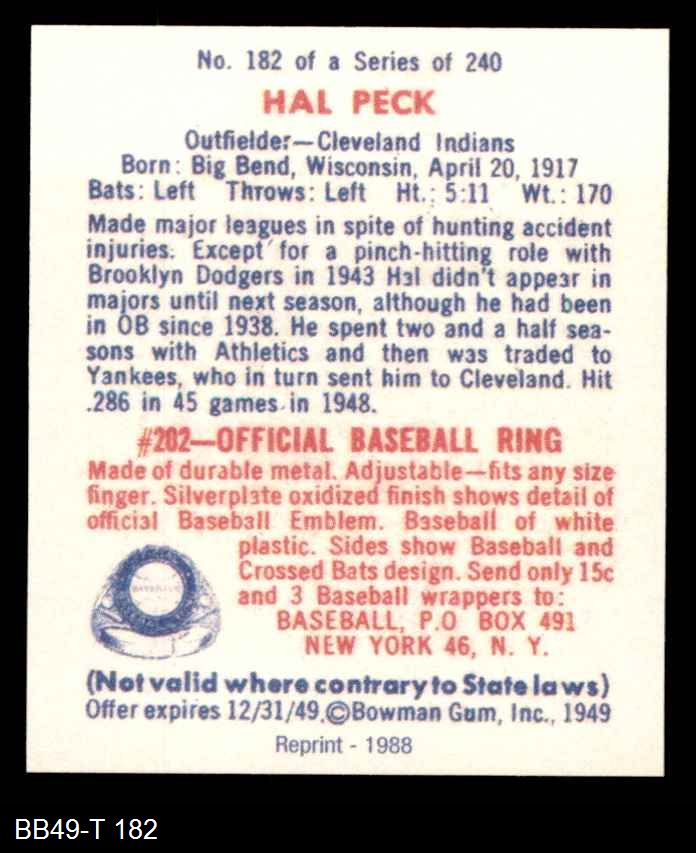 No. 182 of a Series of 240
HAL PECK
Outfielder—Cleveland Indians
Born: Big Bend, Wisconsin, April 20, 1917
Bats: Left Throws: Left Ht.: 5:11 Wt.: 170
Made major leagues in spite of hunting accident
injuries. Except for a pinch-hitting role with
Brooklyn Dodgers in 1943 Hal didn't appear in
majors until next season, although he had been
in OB since 1938. He spent two and a half sea-
sons with Athletics and then was traded to
Yankees, who in turn sent him to Cleveland. Hit
.286 in 45 games in 1948.
#202—OFFICIAL BASEBALL RING
Made of durable metal. Adjustable—fits any size
finger. Silverplate oxidized finish shows detail of
official Baseball Emblem. Baseball of white
plastic. Sides show Baseball and
Crossed Bats design. Send only 15c
and 3 Baseball wrappers to:
BASEBALL, P.O BOX 491
NEW YORK 46, N. Y.
BASEBALL
(Not valid where contrary to State laws)
Offer expires 12/31/49.©Bowman Gum, Inc., 1949
Reprint - 1988
BB49-T 182